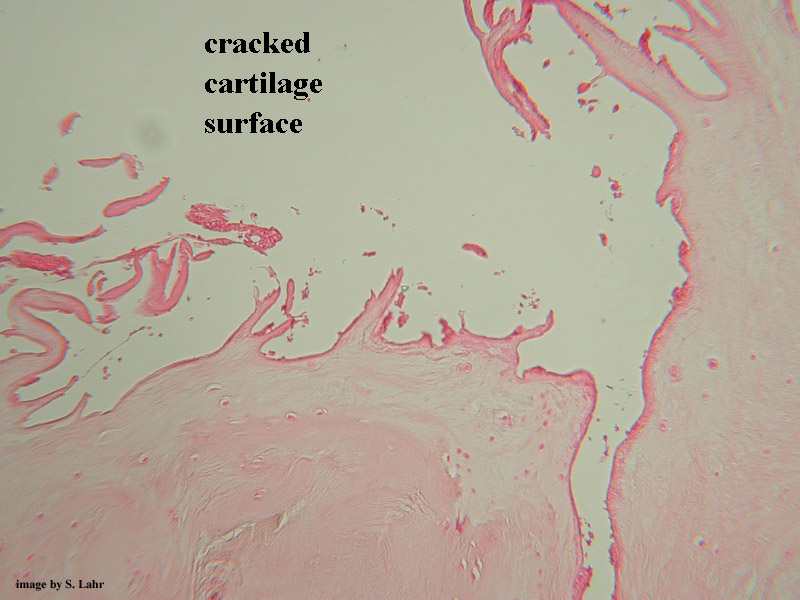 cracked
cartilage
surface
image by S. Lahr